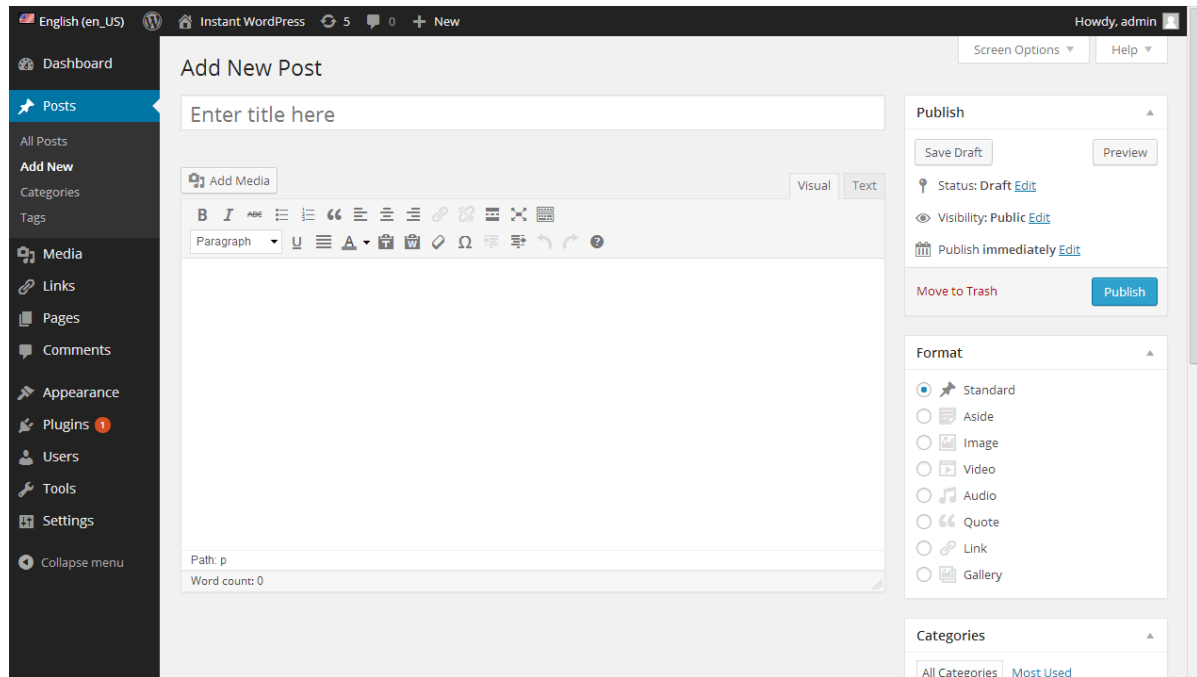 English (en_US) Instant WordPress 5 0 + New Howdy, admin
Screen Options Help
Dashboard
Posts
All Posts
Add New
Categories
Tags
Media
Links
Pages
Comments
Appearance
Plugins 1
Users
Tools
Settings
Collapse menu
Add New Post
Enter title here
Add Media
Visual Text
B I ABC
Paragraph U A T W Ω ?
Path: p
Word count: 0
Publish
Save Draft Preview
Status: Draft Edit
Visibility: Public Edit
Publish immediately Edit
Move to Trash Publish
Format
Standard
Aside
Image
Video
Audio
Quote
Link
Gallery
Categories
All Categories Most Used